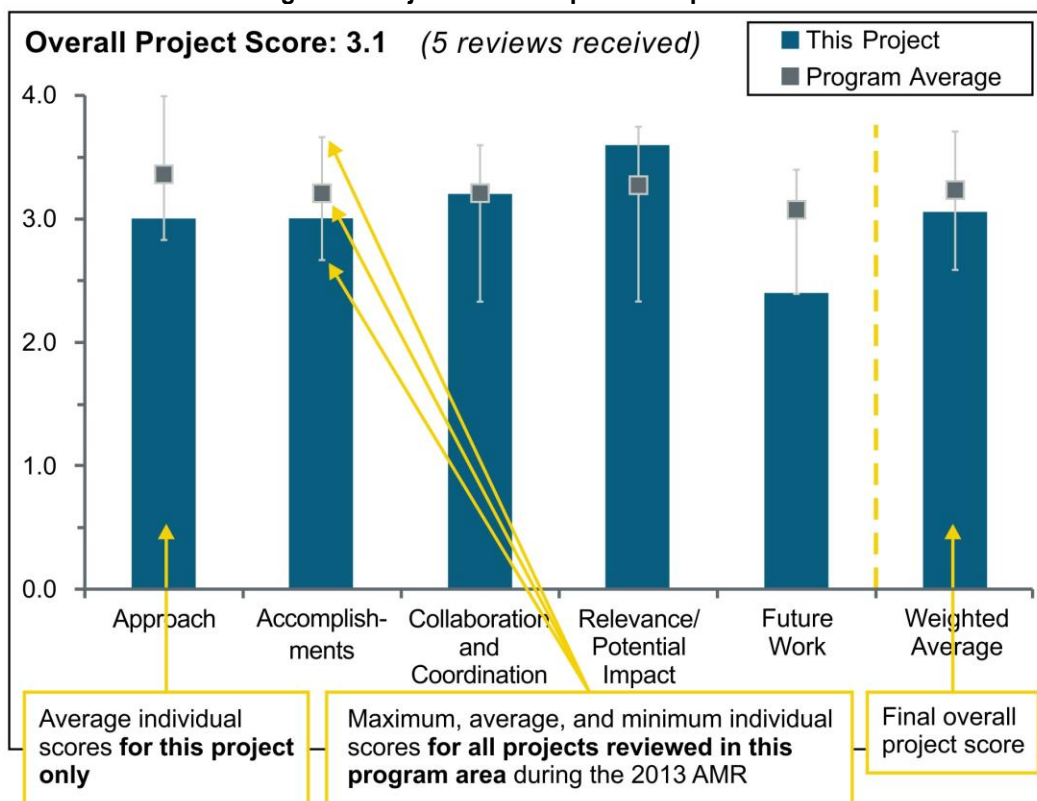 Overall Project Score: 3.1 (5 reviews received)
This Project
Program Average
4.0
3.0
2.0
1.0
0.0
Approach
Accomplish-
ments
Collaboration
and
Coordination
Relevance/
Potential
Impact
Future
Work
Weighted
Average
Average individual
scores for this project
only
Maximum, average, and minimum individual
scores for all projects reviewed in this
program area during the 2013 AMR
Final overall
project score